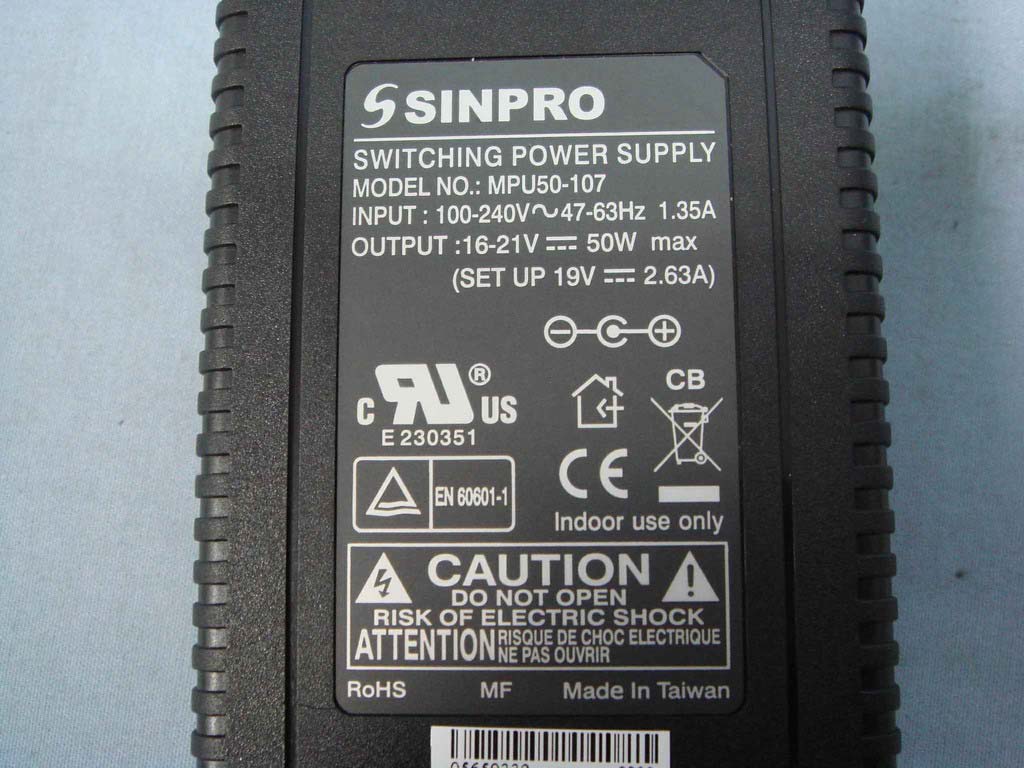 SINPRO
SWITCHING POWER SUPPLY
MODEL NO.: MPU50-107
INPUT : 100-240V~47-63Hz 1.35A
OUTPUT :16-21V ⎓ 50W max
(SET UP 19V ⎓ 2.63A)
CB
C RU® US
E 230351
CE
EN 60601-1
Indoor use only
CAUTION
DO NOT OPEN
RISK OF ELECTRIC SHOCK
ATTENTION RISQUE DE CHOC ELECTRIQUE
NE PAS OUVRIR
RoHS MF Made In Taiwan